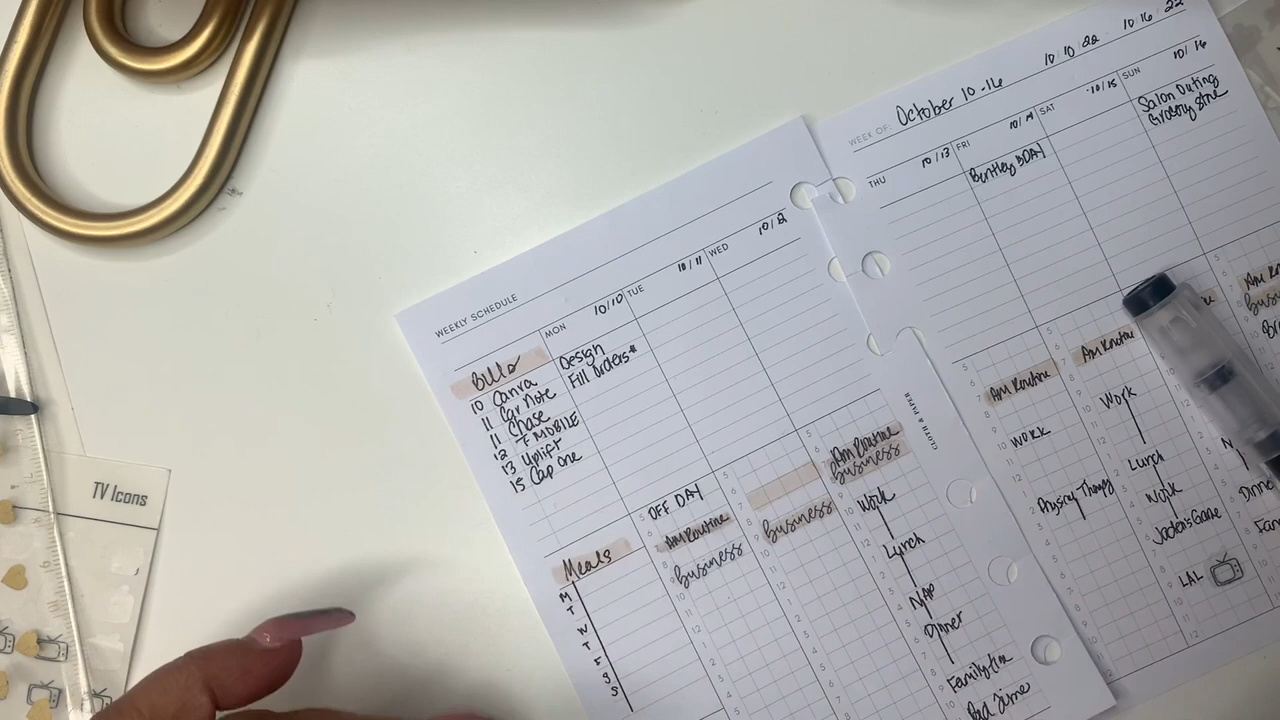 WEEKLY SCHEDULE
Bills
10 Canva
11 Car Note
11 Chase
12 T MOBILE
13 Uplift
15 Cap One
MON 10/10
Design
Fill Orders*
TUE 10/11
WED 10/12
Meals
M
T
W
T
F
S
S
OFF DAY
AM Routine
business
business
AM Routine
business
Work
Lunch
NAP
Dinner
Family time
Bed Time
CLOTH & PAPER
WEEK OF: October 10-16
10 10 22 10 16 22
THU 10/13
FRI 10/14
Bentley BDAY
SAT 10/15
SUN 10/16
Salon Outing
Grocery store
AM Routine
Work
Physical Therapy
AM Routine
Work
Lunch
Work
Jaden's Game
LAL
TV Icons